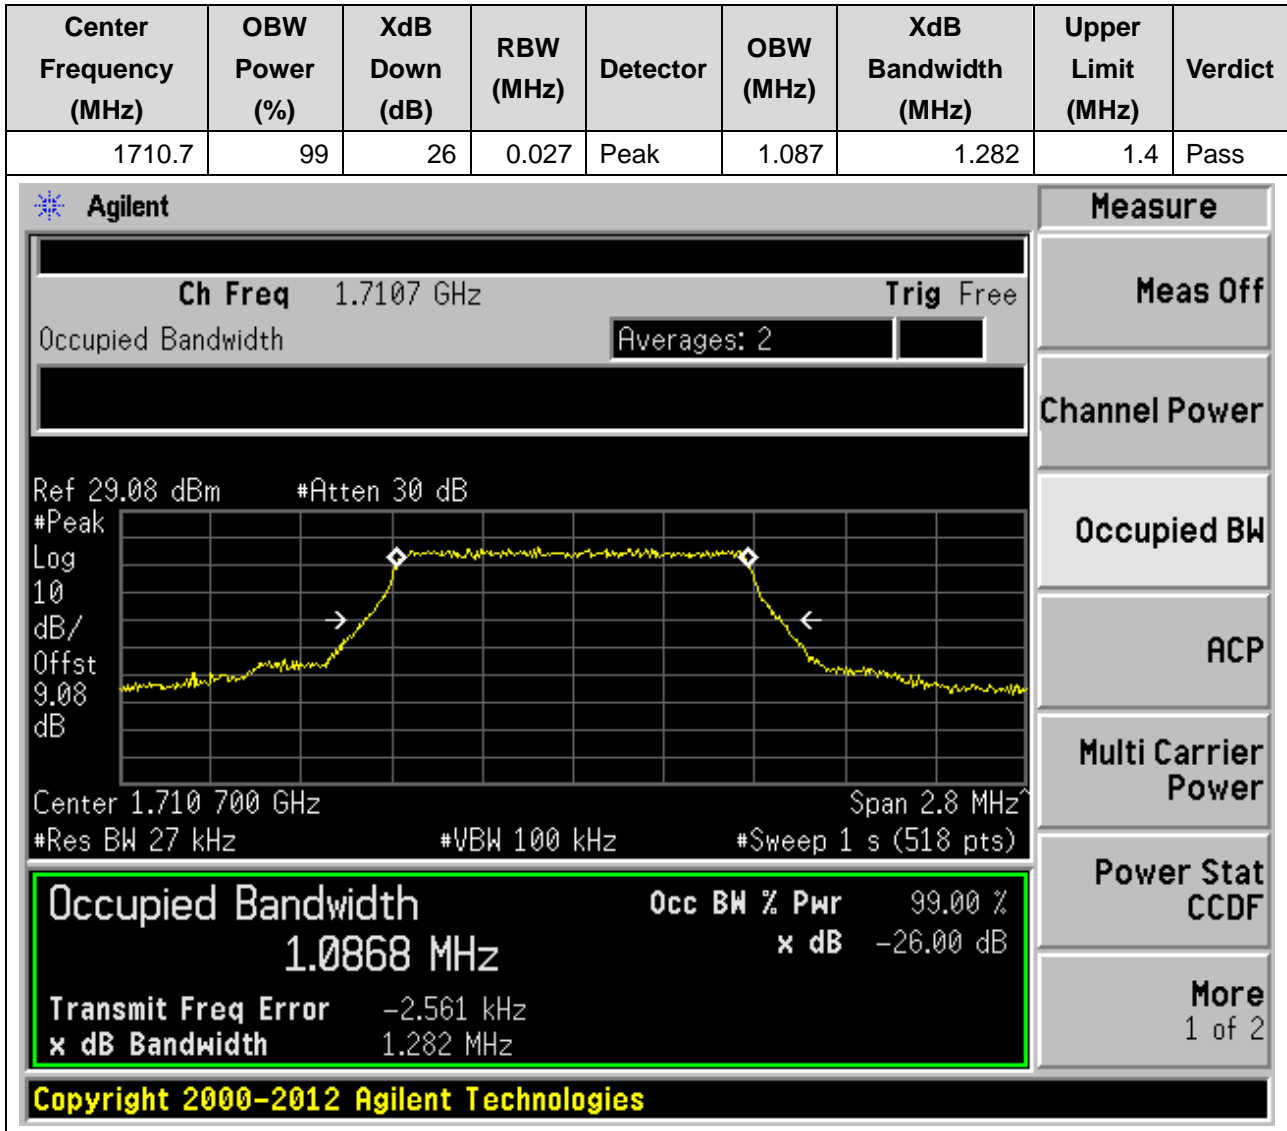 Center Frequency (MHz) OBW Power (%) XdB Down (dB) RBW (MHz) Detector OBW (MHz) XdB Bandwidth (MHz) Upper Limit (MHz) Verdict
1710.7 99 26 0.027 Peak 1.087 1.282 1.4 Pass
Agilent
Measure
Ch Freq 1.7107 GHz Trig Free
Meas Off
Occupied Bandwidth Averages: 2
Channel Power
Ref 29.08 dBm #Atten 30 dB
#Peak
Log
10
dB/
Offst
9.08
dB
Occupied BW
ACP
Multi Carrier
Power
Center 1.710 700 GHz Span 2.8 MHz^
#Res BW 27 kHz #VBW 100 kHz #Sweep 1 s (518 pts)
Power Stat
CCDF
Occupied Bandwidth Occ BW % Pwr 99.00 %
1.0868 MHz x dB -26.00 dB
Transmit Freq Error -2.561 kHz
x dB Bandwidth 1.282 MHz
More
1 of 2
Copyright 2000-2012 Agilent Technologies